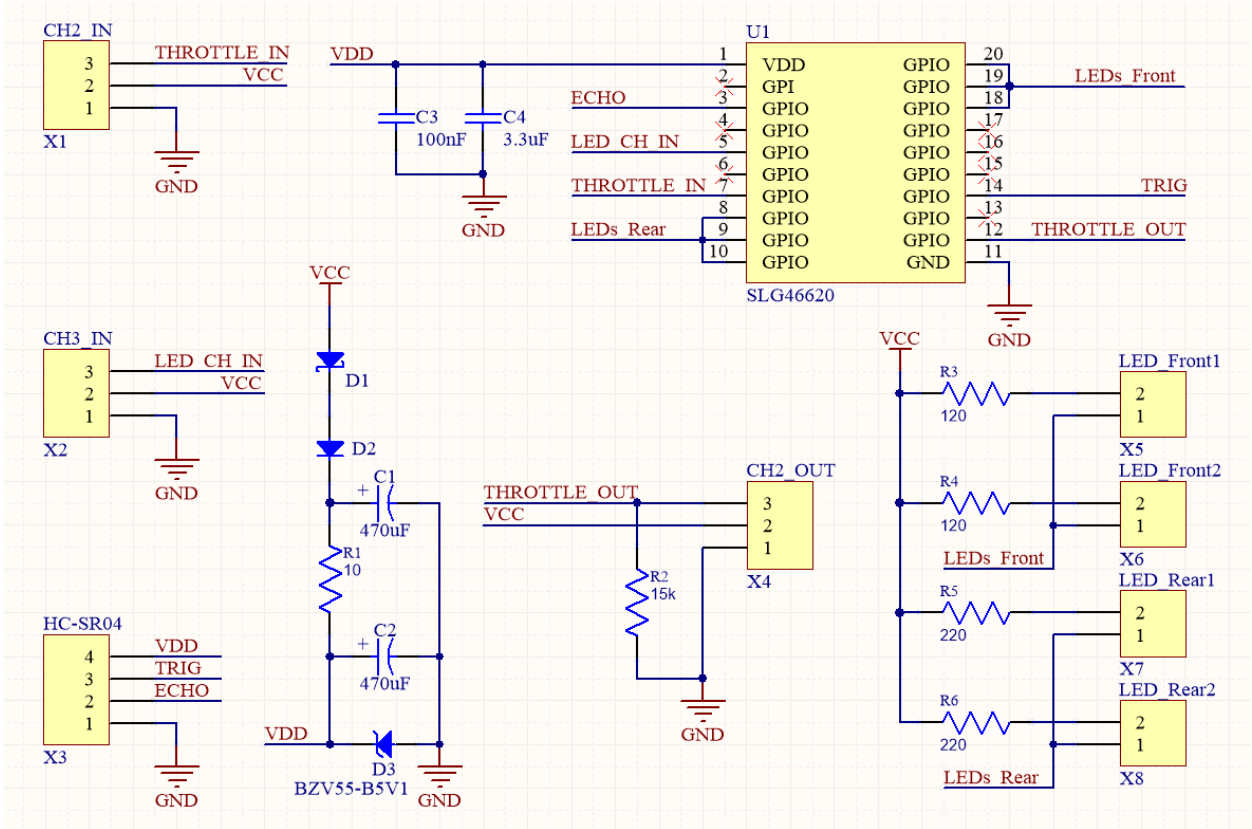 CH2_IN
3 THROTTLE_IN
2 VCC
1
X1
GND
VDD
C3
100nF
C4
3.3uF
GND
U1
1 VDD GPIO 20
2 GPI GPIO 19 LEDs_Front
ECHO 3 GPIO GPIO 18
4 GPIO GPIO 17
LED_CH_IN 5 GPIO GPIO 16
6 GPIO GPIO 15
THROTTLE_IN 7 GPIO GPIO 14 TRIG
8 GPIO GPIO 13
LEDs_Rear 9 GPIO GPIO 12 THROTTLE_OUT
10 GPIO GND 11
SLG46620
GND
CH3_IN
3 LED_CH_IN
2 VCC
1
X2
GND
HC-SR04
4 VDD
3 TRIG
2 ECHO
1
X3
GND
VCC
D1
D2
+ C1
470uF
R1
10
+ C2
470uF
VDD
D3
BZV55-B5V1
GND
CH2_OUT
THROTTLE_OUT 3
VCC 2
1
X4
R2
15k
GND
VCC
LED_Front1
R3
120
2
1
X5
LED_Front2
R4
120
2
1
LEDs_Front
X6
LED_Rear1
R5
220
2
1
X7
LED_Rear2
R6
220
2
1
LEDs_Rear
X8